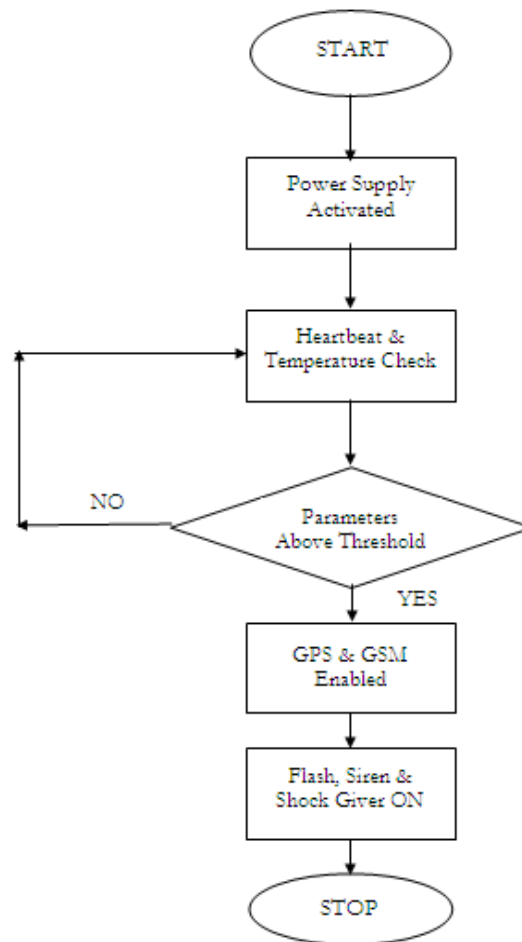 START
Power Supply
Activated
Heartbeat &
Temperature Check
NO
Parameters
Above Threshold
YES
GPS & GSM
Enabled
Flash, Siren &
Shock Giver ON
STOP